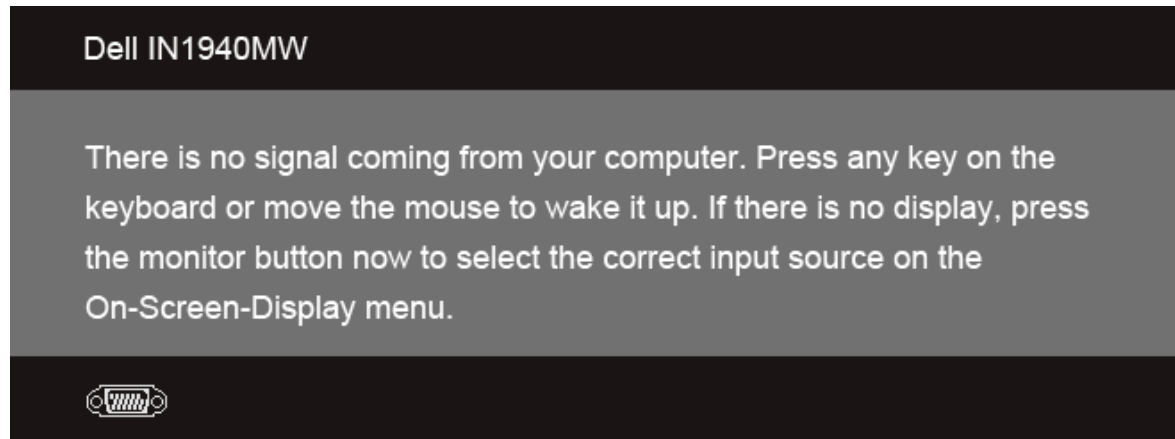 Dell IN1940MW
There is no signal coming from your computer. Press any key on the
keyboard or move the mouse to wake it up. If there is no display, press
the monitor button now to select the correct input source on the
On-Screen-Display menu.